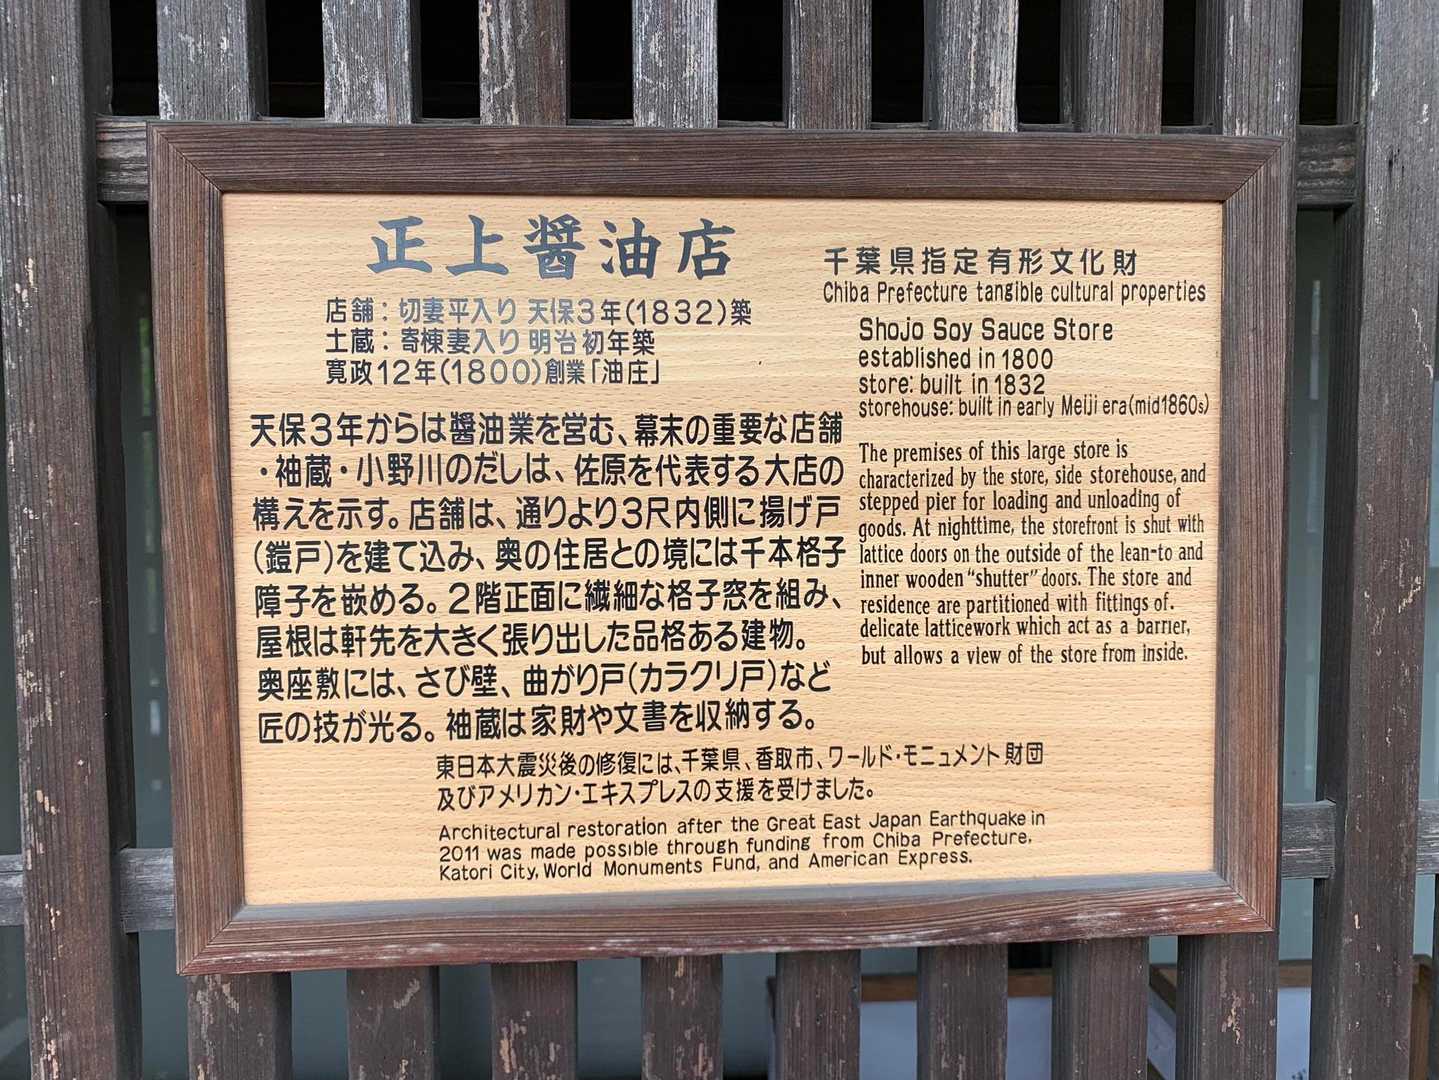 正上醤油店
店舗：切妻平入り 天保3年(1832)築
土蔵：寄棟妻入り 明治初年築
寛政12年(1800)創業「油庄」
天保3年からは醤油業を営む、幕末の重要な店舗
・袖蔵・小野川のだしは、佐原を代表する大店の
構えを示す。店舗は、通りより3尺内側に揚げ戸
(鎧戸)を建て込み、奥の住居との境には千本格子
障子を嵌める。2階正面に繊細な格子窓を組み、
屋根は軒先を大きく張り出した品格ある建物。
奥座敷には、さび壁、曲がり戸(カラクリ戸)など
匠の技が光る。袖蔵は家財や文書を収納する。
千葉県指定有形文化財
Chiba Prefecture tangible cultural properties
Shojo Soy Sauce Store
established in 1800
store: built in 1832
storehouse: built in early Meiji era(mid1860s)
The premises of this large store is
characterized by the store, side storehouse, and
stepped pier for loading and unloading of
goods. At nighttime, the storefront is shut with
lattice doors on the outside of the lean-to and
inner wooden "shutter" doors. The store and
residence are partitioned with fittings of.
delicate latticework which act as a barrier,
but allows a view of the store from inside.
東日本大震災後の修復には、千葉県、香取市、ワールド・モニュメント財団
及びアメリカン・エキスプレスの支援を受けました。
Architectural restoration after the Great East Japan Earthquake in
2011 was made possible through funding from Chiba Prefecture,
Katori City, World Monuments Fund, and American Express.